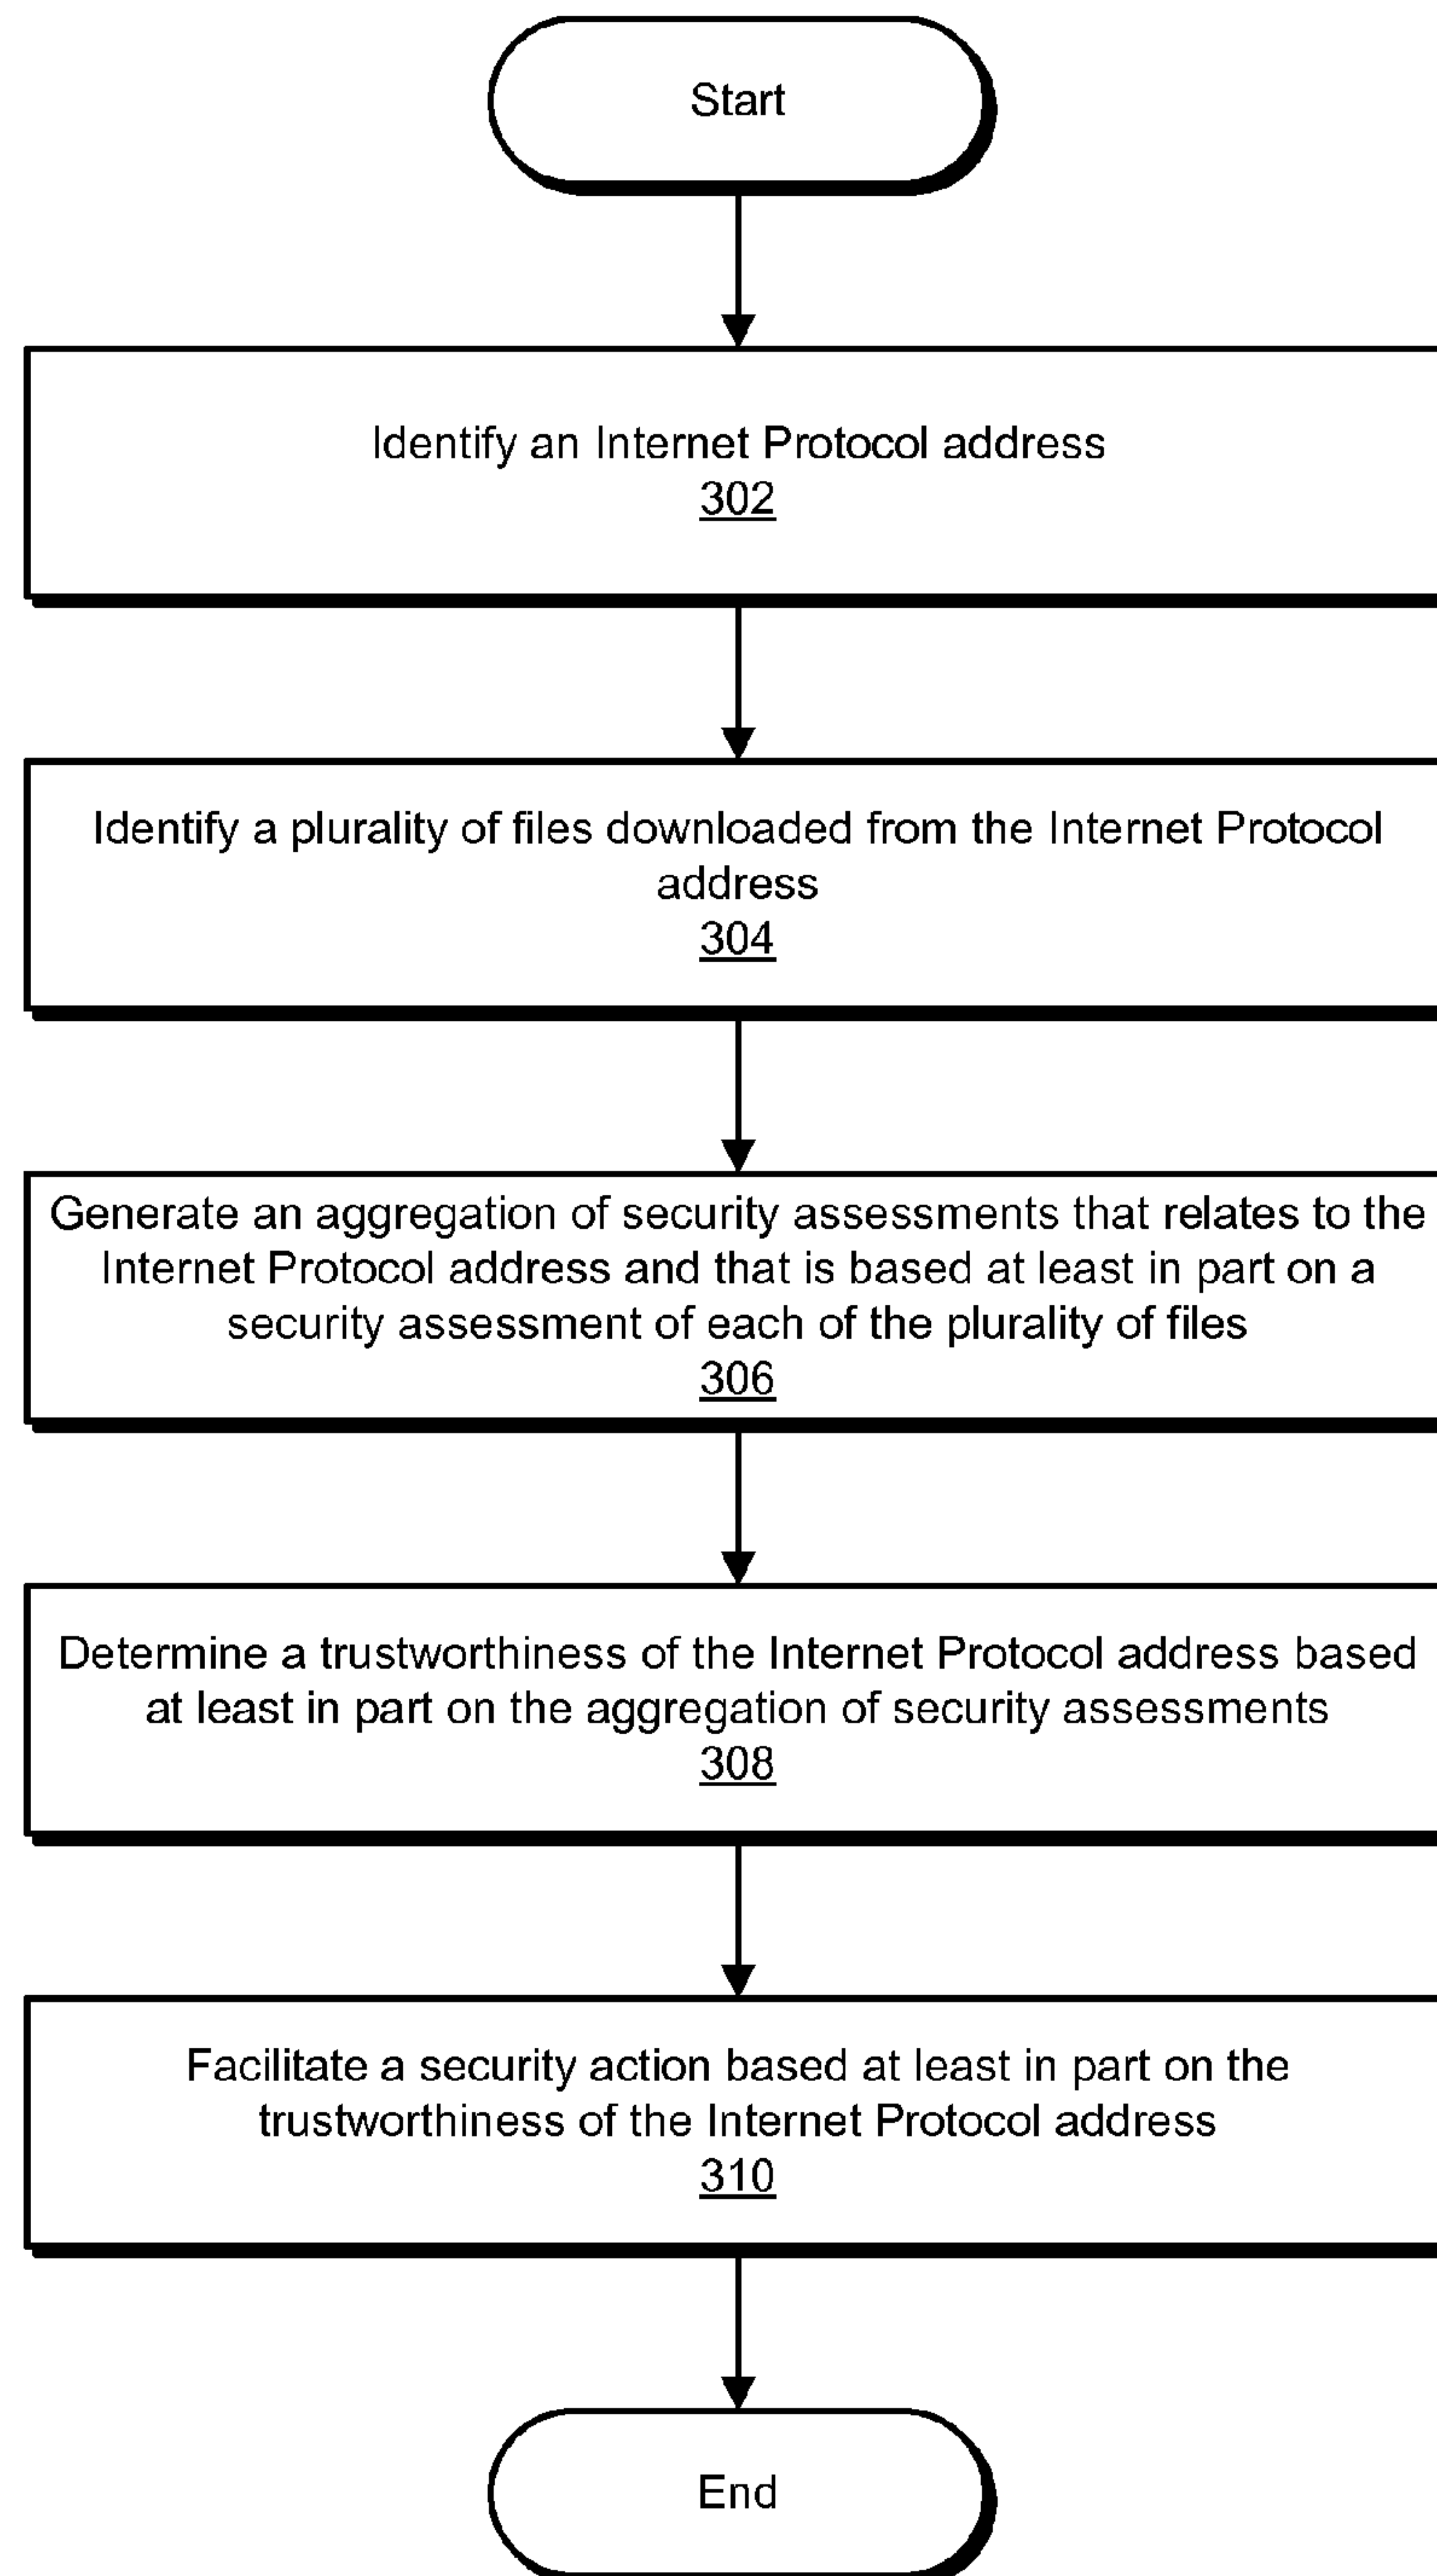 Start
Identify an Internet Protocol address
302
Identify a plurality of files downloaded from the Internet Protocol
address
304
Generate an aggregation of security assessments that relates to the
Internet Protocol address and that is based at least in part on a
security assessment of each of the plurality of files
306
Determine a trustworthiness of the Internet Protocol address based
at least in part on the aggregation of security assessments
308
Facilitate a security action based at least in part on the
trustworthiness of the Internet Protocol address
310
End